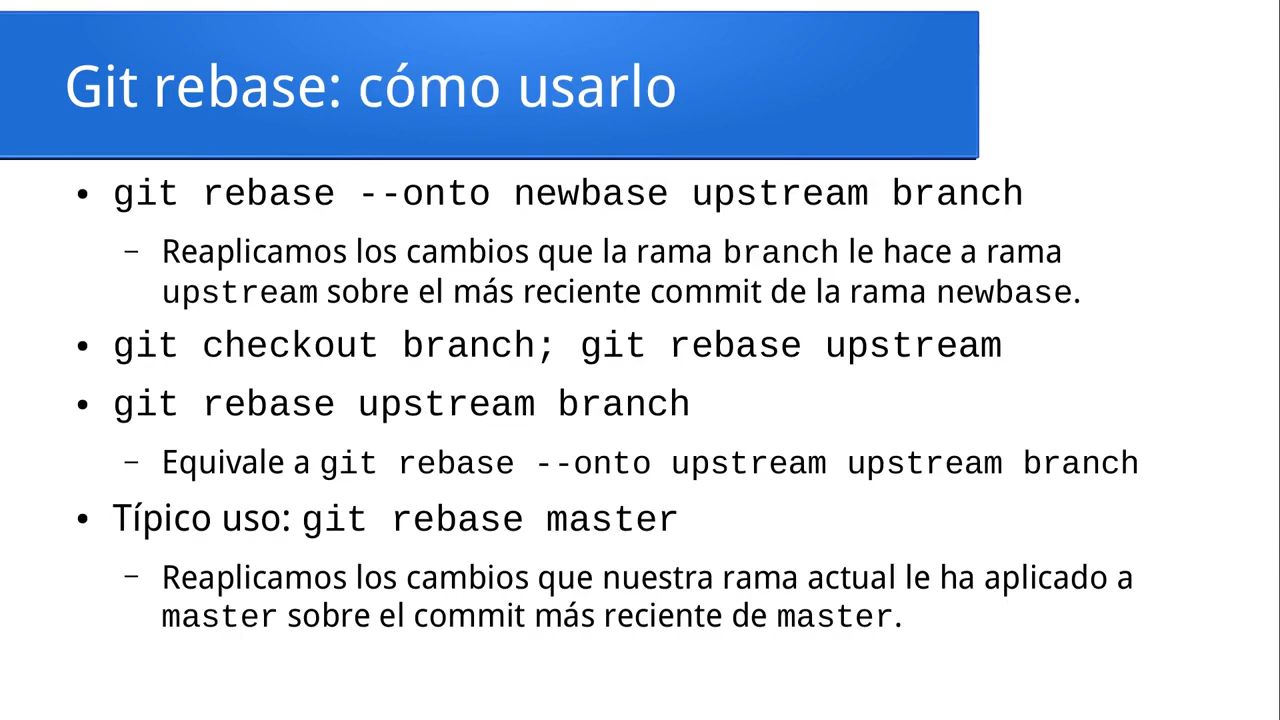 Git rebase: cómo usarlo
• git rebase --onto newbase upstream branch
– Reaplicamos los cambios que la rama branch le hace a rama
upstream sobre el más reciente commit de la rama newbase.
• git checkout branch; git rebase upstream
• git rebase upstream branch
– Equivale a git rebase --onto upstream upstream branch
• Típico uso: git rebase master
– Reaplicamos los cambios que nuestra rama actual le ha aplicado a
master sobre el commit más reciente de master.